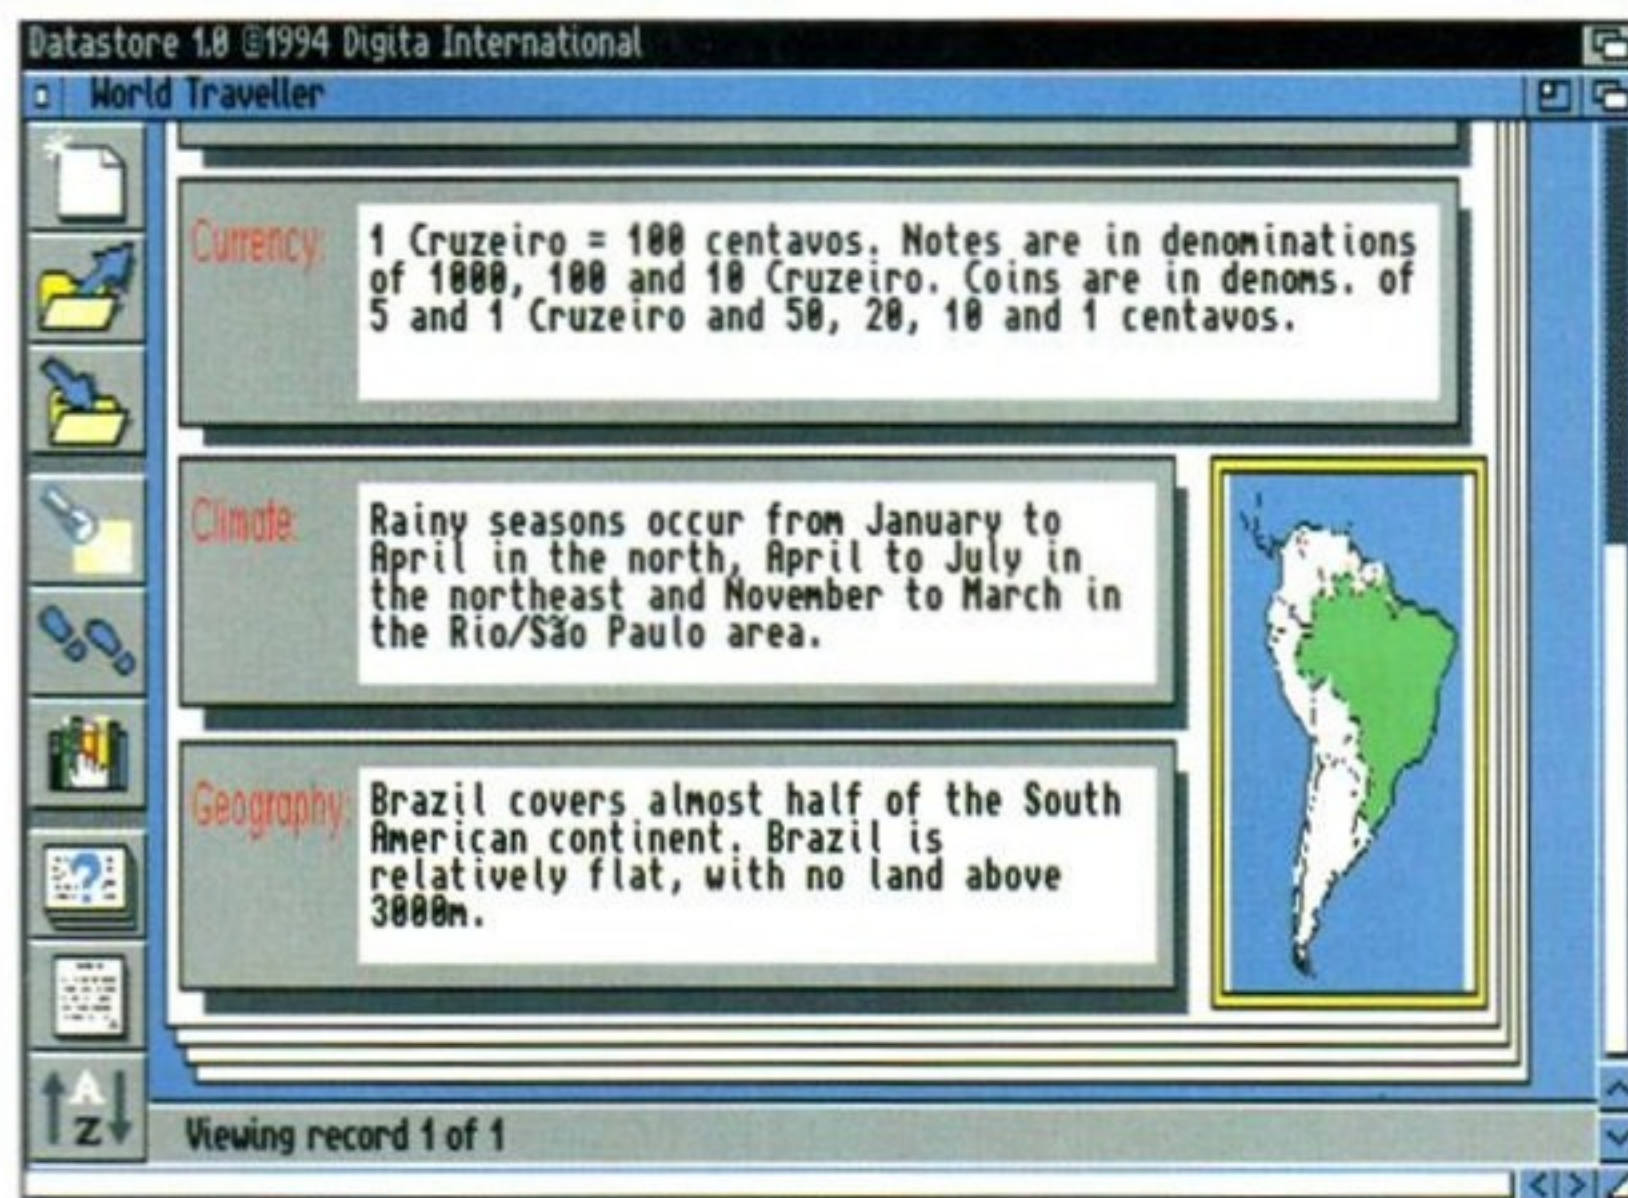 Datastore 1.0 ©1994 Digita International
World Traveller
Currency:
1 Cruzeiro = 100 centavos. Notes are in denominations
of 1000, 100 and 10 Cruzeiro. Coins are in denoms. of
5 and 1 Cruzeiro and 50, 20, 10 and 1 centavos.
Climate:
Rainy seasons occur from January to
April in the north, April to July in
the northeast and November to March in
the Rio/São Paulo area.
Geography:
Brazil covers almost half of the South
American continent. Brazil is
relatively flat, with no land above
3000m.
?
A
Z
Viewing record 1 of 1